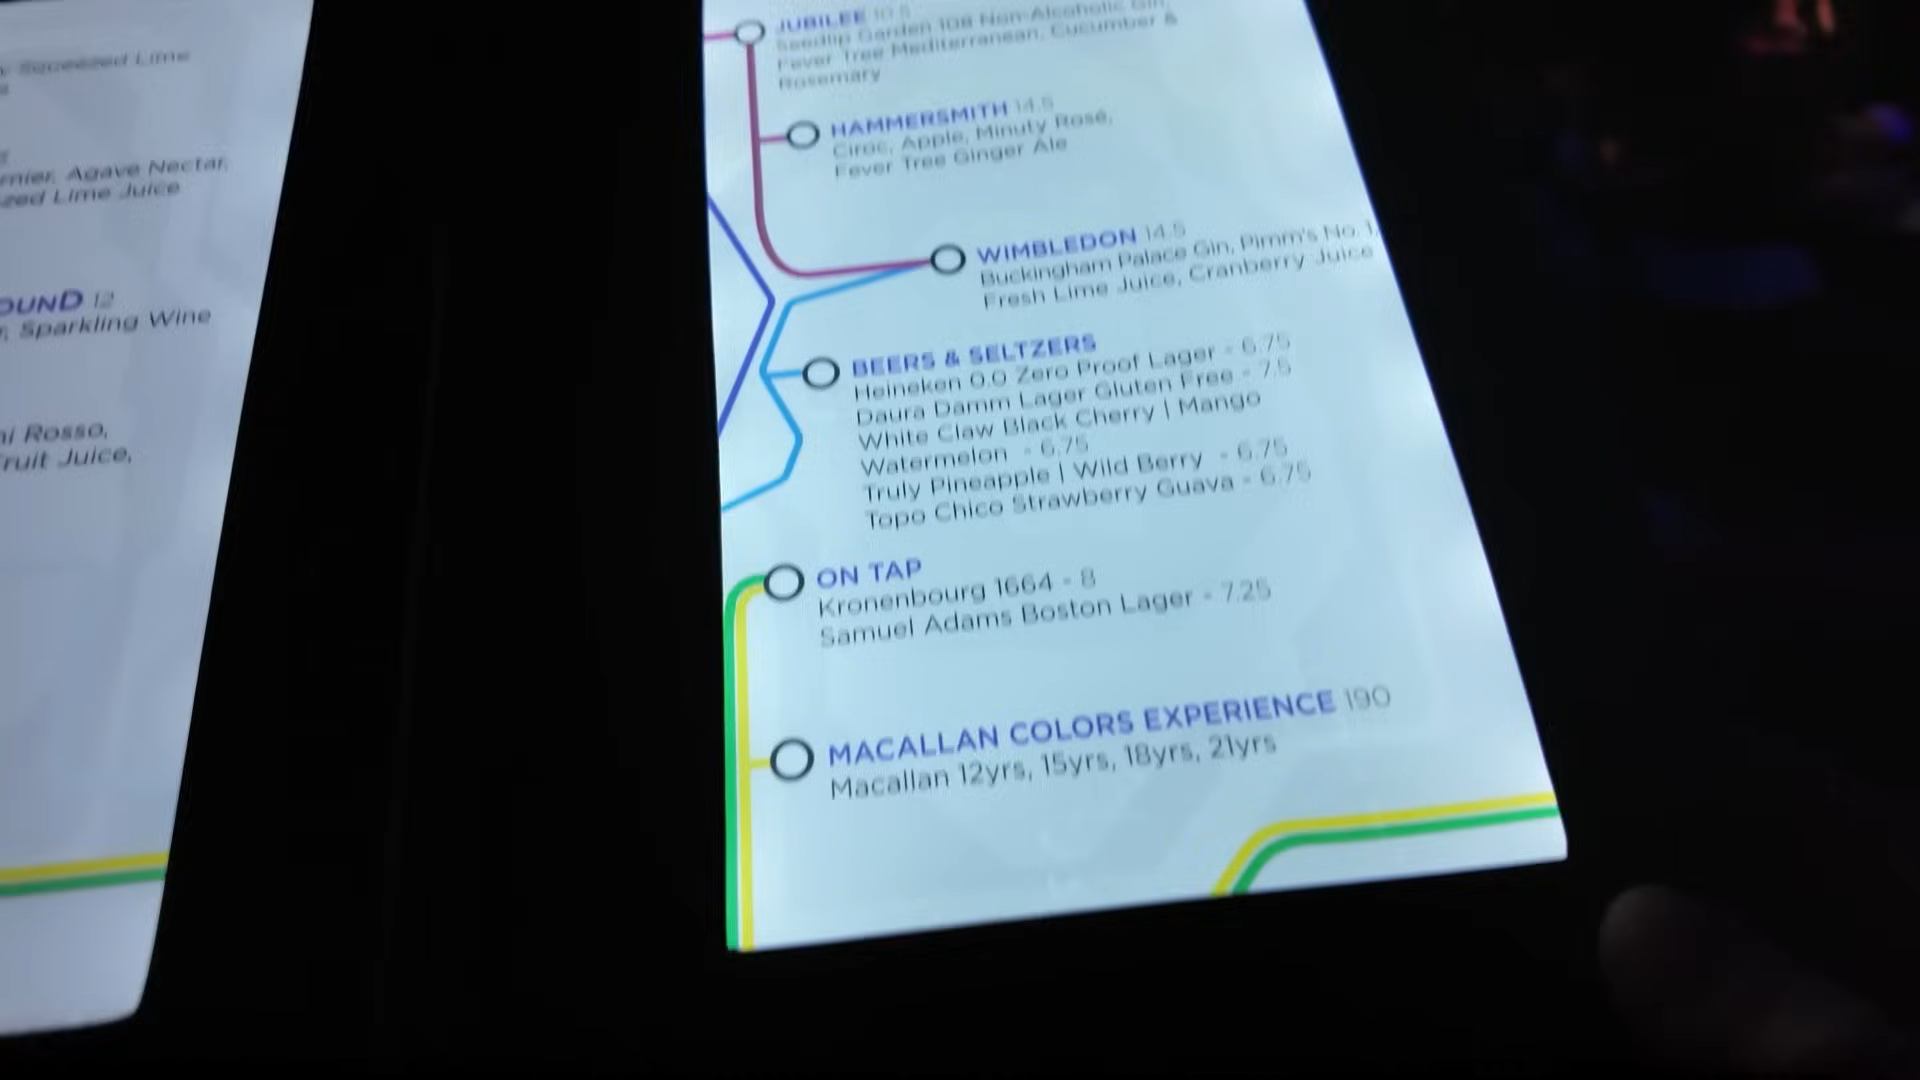 y Squeezed Lime
rnier, Agave Nectar,
zed Lime Juice
OUND 12
, Sparkling Wine
ni Rosso,
ruit Juice,
JUBILEE 10.5
Seedlip Garden 108 Non-Alcoholic Gin,
Fever Tree Mediterranean, Cucumber &
Rosemary
HAMMERSMITH 14.5
Ciroc, Apple, Minuty Rosé,
Fever Tree Ginger Ale
WIMBLEDON 14.5
Buckingham Palace Gin, Pimm's No. 1,
Fresh Lime Juice, Cranberry Juice
BEERS & SELTZERS
Heineken 0.0 Zero Proof Lager - 6.75
Daura Damm Lager Gluten Free - 7.5
White Claw Black Cherry | Mango
Watermelon - 6.75
Truly Pineapple | Wild Berry - 6.75
Topo Chico Strawberry Guava - 6.75
ON TAP
Kronenbourg 1664 - 8
Samuel Adams Boston Lager - 7.25
MACALLAN COLORS EXPERIENCE 190
Macallan 12yrs, 15yrs, 18yrs, 21yrs